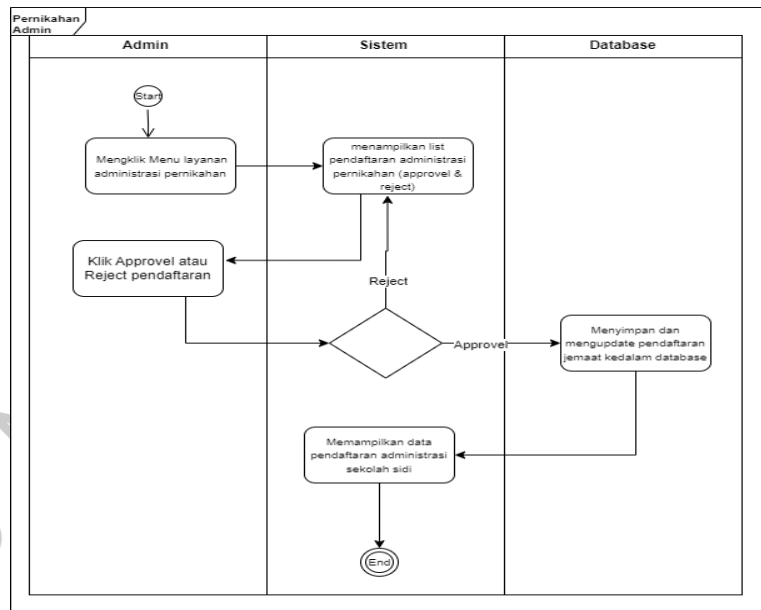 Pernikahan
Admin
Admin
Sistem
Database
Start
Mengklik Menu layanan
administrasi pernikahan
menampilkan list
pendaftaran administrasi
pernikahan (approvel &
reject)
Klik Approvel atau
Reject pendaftaran
Reject
Approvel
Menyimpan dan
mengupdate pendaftaran
jemaat kedalam database
Memampilkan data
pendaftaran administrasi
sekolah sidi
End